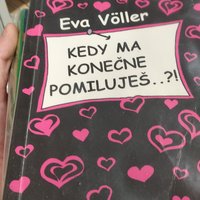 Eva Völler
KEDY MA
KONEČNE
POMILUJEŠ..?!